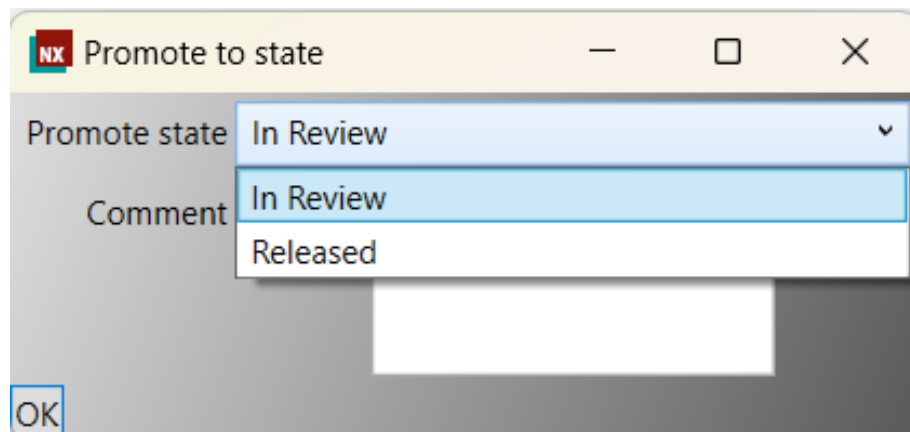 NX Promote to state
Promote state In Review
Comment In Review
Released
OK